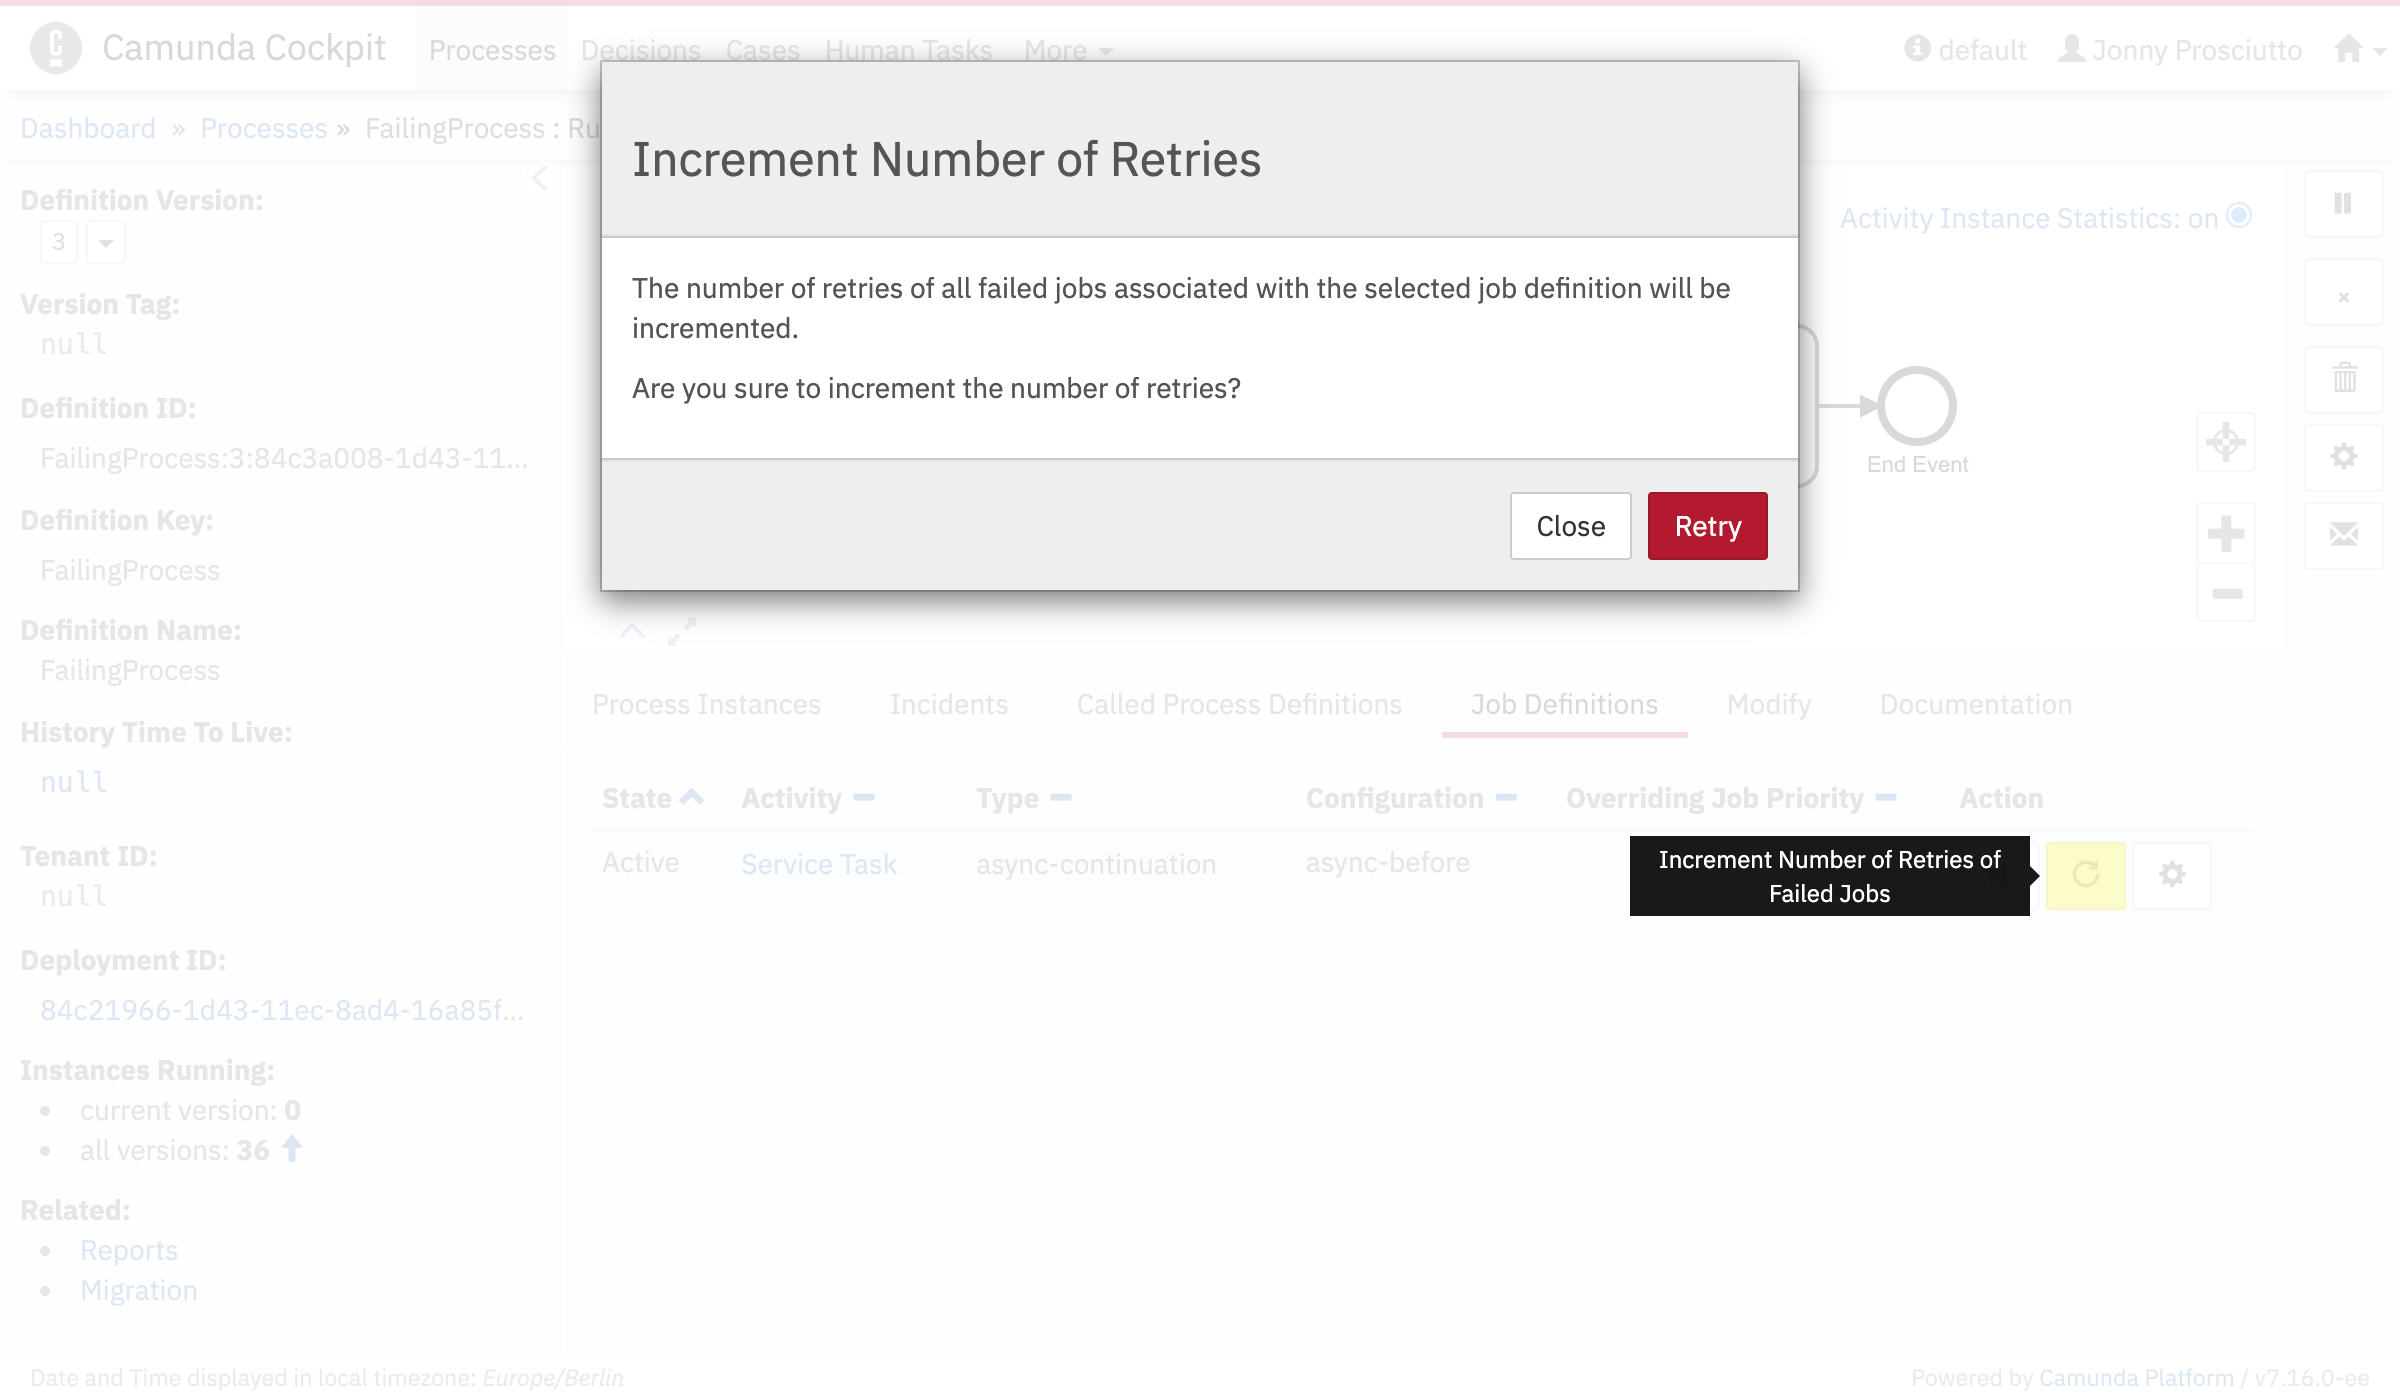 Camunda Cockpit Processes Decisions Cases Human Tasks More default Jonny Prosciutto
Dashboard » Processes » FailingProcess : Ru
Increment Number of Retries
The number of retries of all failed jobs associated with the selected job definition will be
incremented.
Are you sure to increment the number of retries?
Close Retry
Definition Version:
3
Version Tag:
null
Definition ID:
FailingProcess:3:84c3a008-1d43-11...
Definition Key:
FailingProcess
Definition Name:
FailingProcess
History Time To Live:
null
Tenant ID:
null
Deployment ID:
84c21966-1d43-11ec-8ad4-16a85f...
Instances Running:
current version: 0
all versions: 36
Related:
Reports
Migration
Activity Instance Statistics: on
End Event
Process Instances Incidents Called Process Definitions Job Definitions Modify Documentation
State Activity Type Configuration Overriding Job Priority Action
Active Service Task async-continuation async-before
Increment Number of Retries of
Failed Jobs
Date and Time displayed in local timezone: Europe/Berlin
Powered by Camunda Platform / v7.16.0-ee